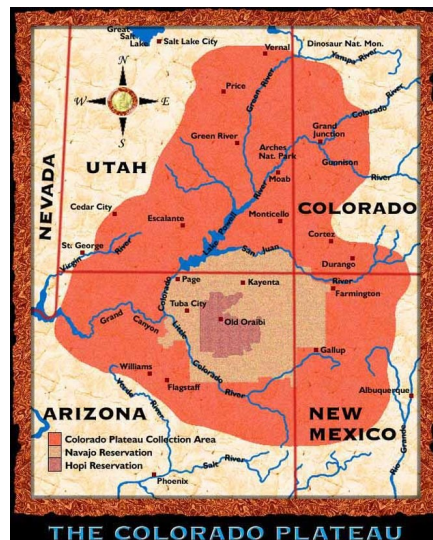 Great
Salt
Lake
Salt Lake City
Vernal
Dinosaur Nat. Mon.
Yampa River
N
W
E
S
Price
Green River
Colorado
River
Grand
Junction
Green River
Arches
Nat. Park
Gunnison
River
Moab
UTAH
NEVADA
River
Cedar City
Escalante
Monticello
COLORADO
Lake Powell
St. George
Virgin
River
San Juan
Cortez
Durango
River
Farmington
Page
Kayenta
Colorado
Tuba City
Old Oraibi
Grand
Canyon
Little
Colorado
River
Gallup
Williams
Flagstaff
Verde
River
Albuquerque
ARIZONA
NEW
MEXICO
Rio Grande
Colorado Plateau Collection Area
Navajo Reservation
Hopi Reservation
Salt River
Phoenix
THE COLORADO PLATEAU